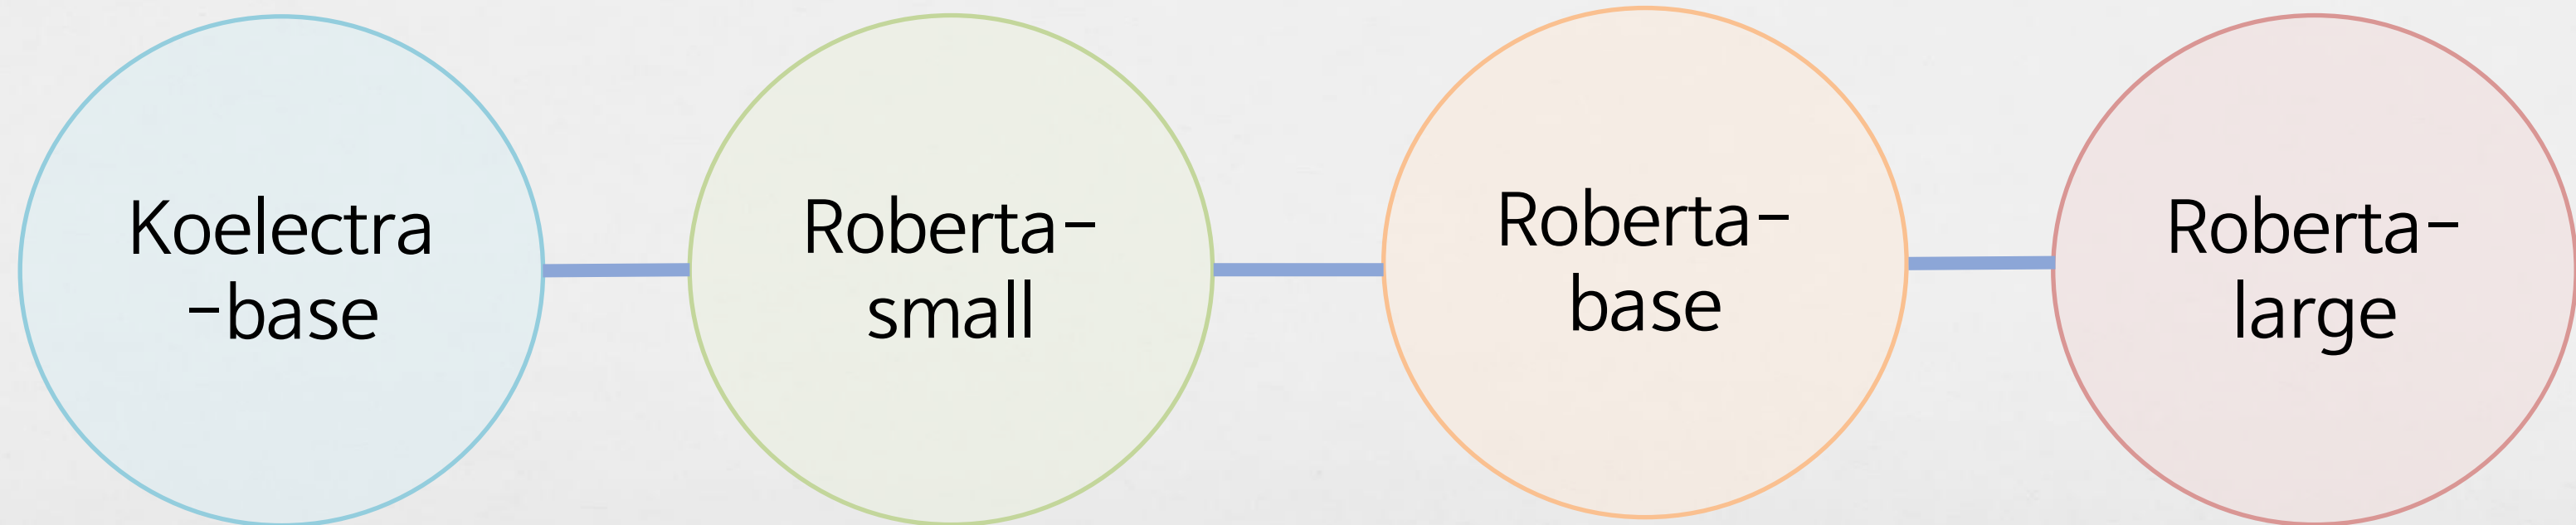 Koelectra
-base
Roberta-
small
Roberta-
base
Roberta-
large